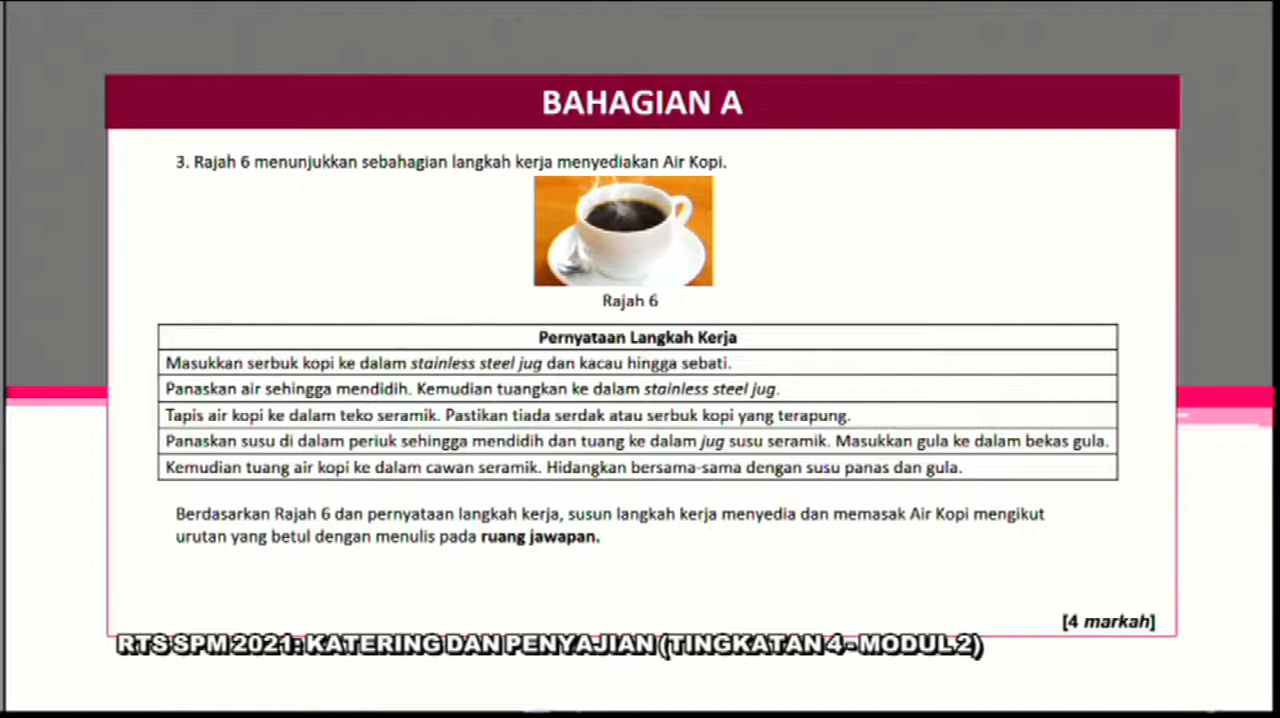 BAHAGIAN A
3. Rajah 6 menunjukkan sebahagian langkah kerja menyediakan Air Kopi.
Rajah 6
Pernyataan Langkah Kerja
Masukkan serbuk kopi ke dalam stainless steel jug dan kacau hingga sebati.
Panaskan air sehingga mendidih. Kemudian tuangkan ke dalam stainless steel jug.
Tapis air kopi ke dalam teko seramik. Pastikan tiada serdak atau serbuk kopi yang terapung.
Panaskan susu di dalam periuk sehingga mendidih dan tuang ke dalam jug susu seramik. Masukkan gula ke dalam bekas gula.
Kemudian tuang air kopi ke dalam cawan seramik. Hidangkan bersama-sama dengan susu panas dan gula.
Berdasarkan Rajah 6 dan pernyataan langkah kerja, susun langkah kerja menyedia dan memasak Air Kopi mengikut
urutan yang betul dengan menulis pada ruang jawapan.
[4 markah]
RTS SPM 2021: KATERING DAN PENYAJIAN (TINGKATAN 4 - MODUL 2)